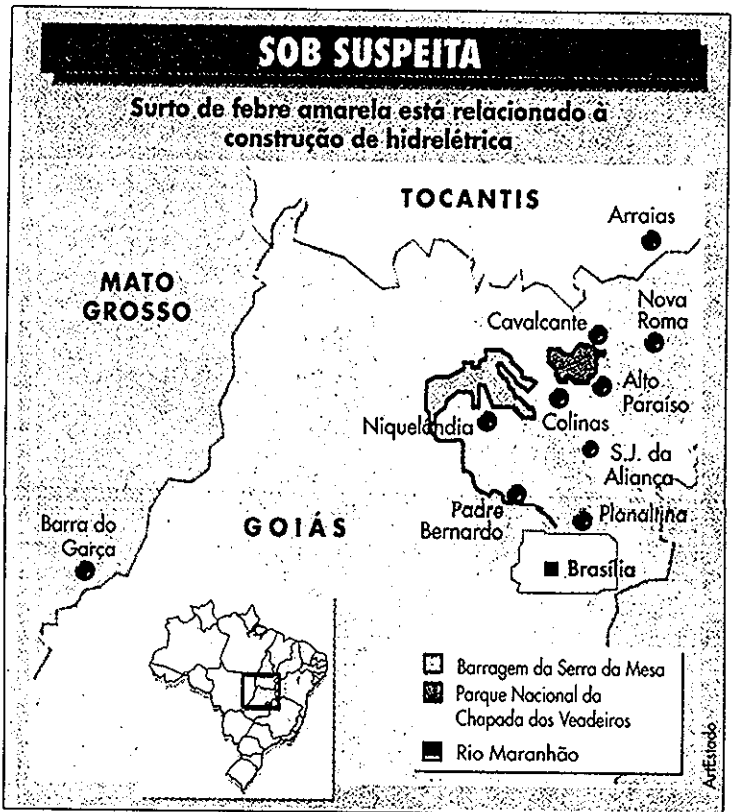 SOB SUSPEITA
Surto de febre amarela está relacionado à
construção de hidrelétrica
TOCANTIS
Arraias
MATO
GROSSO
Nova
Roma
Cavalcante
Alto
Paraíso
Niquelândia
Colinas
S.J. da
Aliança
Padre
Bernardo
Planaltina
Barra do
Garça
GOIÁS
Brasília
Barragem da Serra da Mesa
Parque Nacional da
Chapada dos Veadeiros
Rio Maranhão
ArtEstado